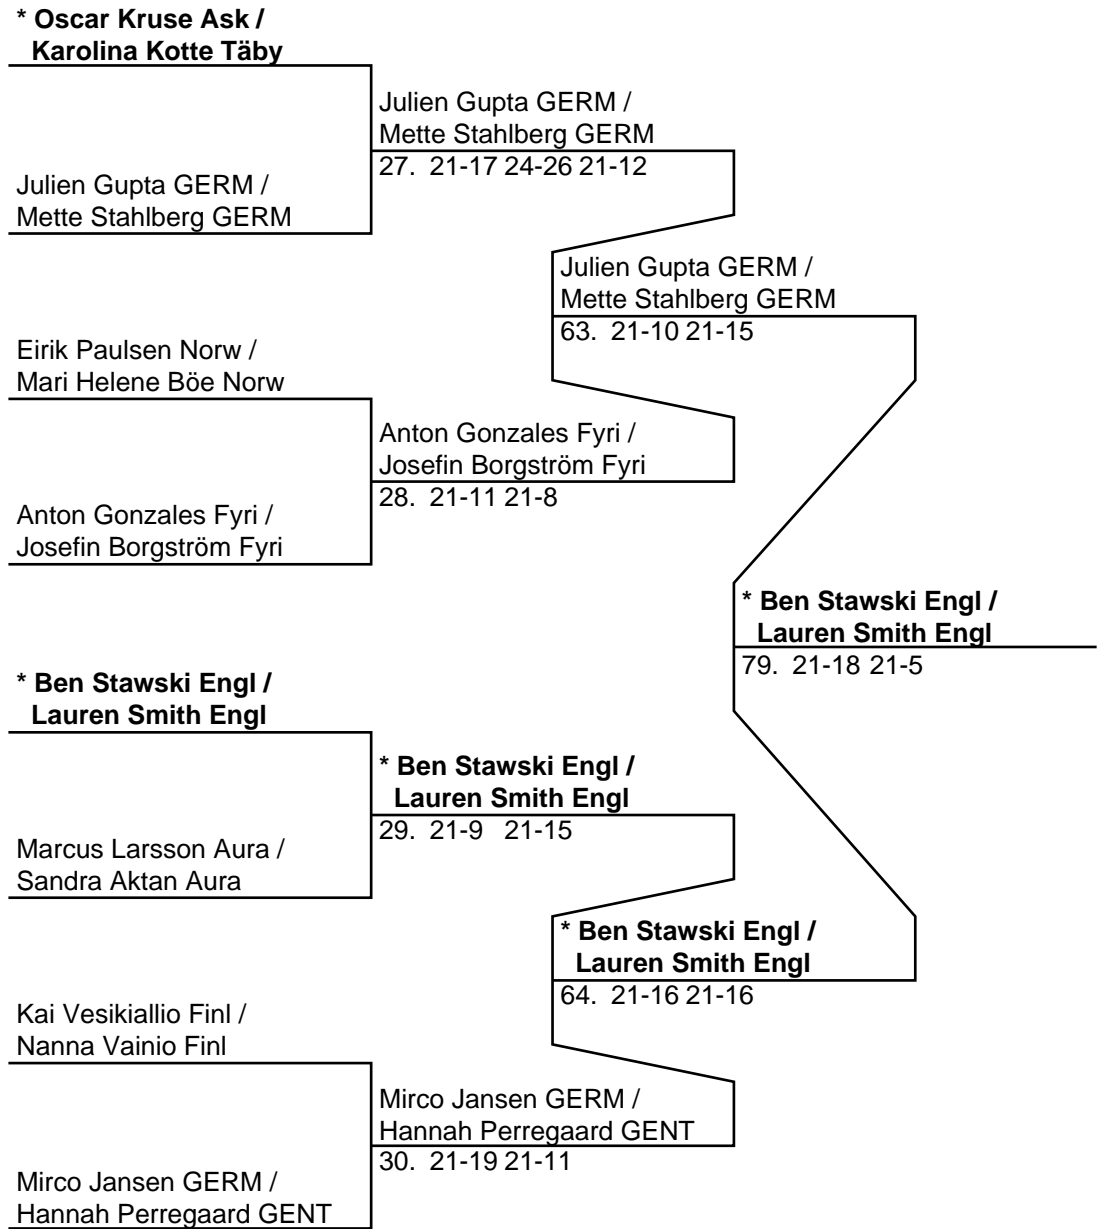 * Oscar Kruse Ask /
Karolina Kotte Täby
Julien Gupta GERM /
Mette Stahlberg GERM
27. 21-17 24-26 21-12
Julien Gupta GERM /
Mette Stahlberg GERM
Julien Gupta GERM /
Mette Stahlberg GERM
63. 21-10 21-15
Eirik Paulsen Norw /
Mari Helene Böe Norw
Anton Gonzales Fyri /
Josefin Borgström Fyri
28. 21-11 21-8
Anton Gonzales Fyri /
Josefin Borgström Fyri
* Ben Stawski Engl /
Lauren Smith Engl
79. 21-18 21-5
* Ben Stawski Engl /
Lauren Smith Engl
* Ben Stawski Engl /
Lauren Smith Engl
29. 21-9 21-15
Marcus Larsson Aura /
Sandra Aktan Aura
* Ben Stawski Engl /
Lauren Smith Engl
64. 21-16 21-16
Kai Vesikiallio Finl /
Nanna Vainio Finl
Mirco Jansen GERM /
Hannah Perregaard GENT
30. 21-19 21-11
Mirco Jansen GERM /
Hannah Perregaard GENT